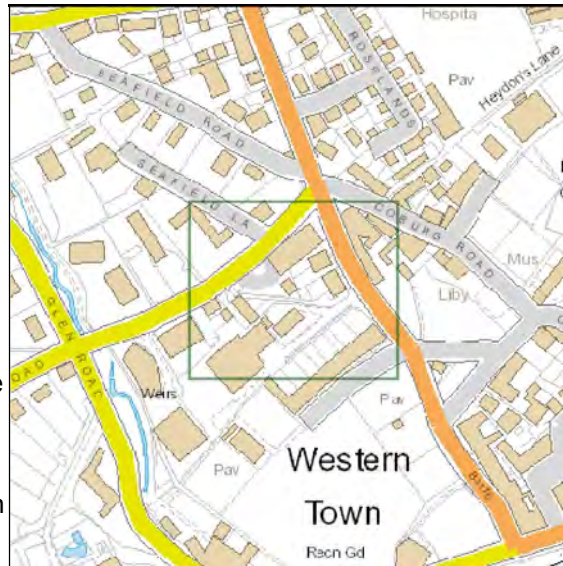 Hospita
ROSELANDS
Pav
Heydon's Lane
SEAFIELD ROAD
SEAFIELD LA
COBURG ROAD
Mus
Liby
GLEN ROAD
OAD
e
Weirs
Pav
Pav
Western
Town
n
Recn Gd